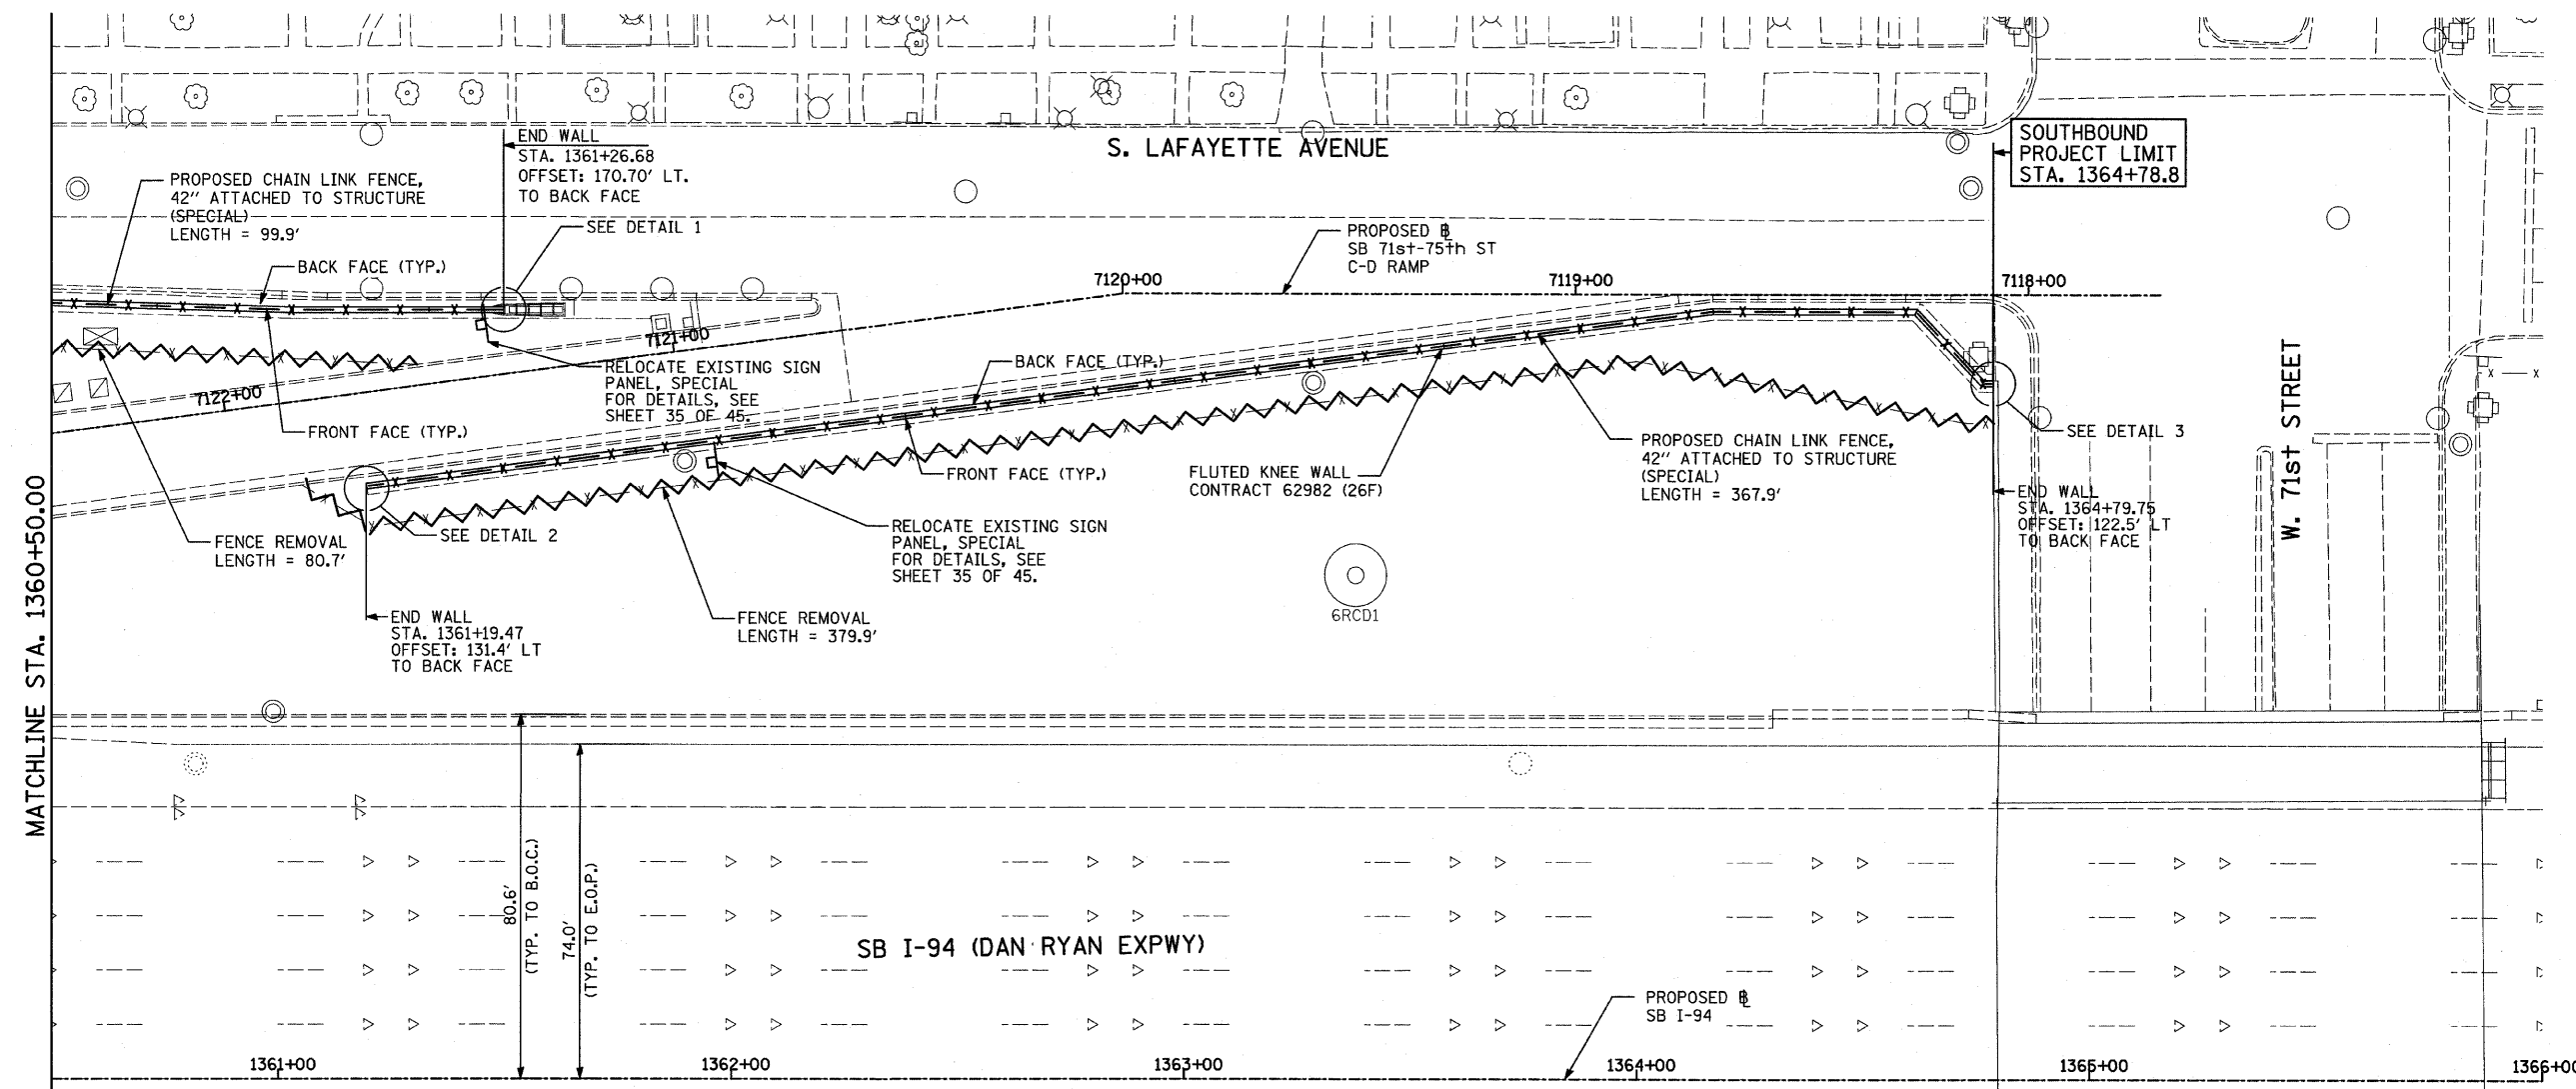 END WALL
STA. 1361+26.68
OFFSET: 170.70' LT.
TO BACK FACE
S. LAFAYETTE AVENUE
SOUTHBOUND
PROJECT LIMIT
STA. 1364+78.8
PROPOSED CHAIN LINK FENCE,
42" ATTACHED TO STRUCTURE
(SPECIAL)
LENGTH = 99.9'
SEE DETAIL 1
PROPOSED BL
SB 71st-75th ST
C-D RAMP
BACK FACE (TYP.)
7120+00
7119+00
7118+00
7121+00
7122+00
BACK FACE (TYP.)
RELOCATE EXISTING SIGN
PANEL, SPECIAL
FOR DETAILS, SEE
SHEET 35 OF 45.
FRONT FACE (TYP.)
FRONT FACE (TYP.)
FLUTED KNEE WALL
CONTRACT 62982 (26F)
PROPOSED CHAIN LINK FENCE,
42" ATTACHED TO STRUCTURE
(SPECIAL)
LENGTH = 367.9'
SEE DETAIL 3
END WALL
STA. 1364+79.75
OFFSET: 122.5' LT
TO BACK FACE
W. 71st STREET
MATCHLINE STA. 1360+50.00
FENCE REMOVAL
LENGTH = 80.7'
SEE DETAIL 2
RELOCATE EXISTING SIGN
PANEL, SPECIAL
FOR DETAILS, SEE
SHEET 35 OF 45.
6RCD1
END WALL
STA. 1361+19.47
OFFSET: 131.4' LT
TO BACK FACE
FENCE REMOVAL
LENGTH = 379.9'
80.6'
(TYP. TO B.O.C.)
74.0'
(TYP. TO E.O.P.)
SB I-94 (DAN RYAN EXPWY)
PROPOSED BL
SB I-94
1361+00
1362+00
1363+00
1364+00
1365+00
1366+00